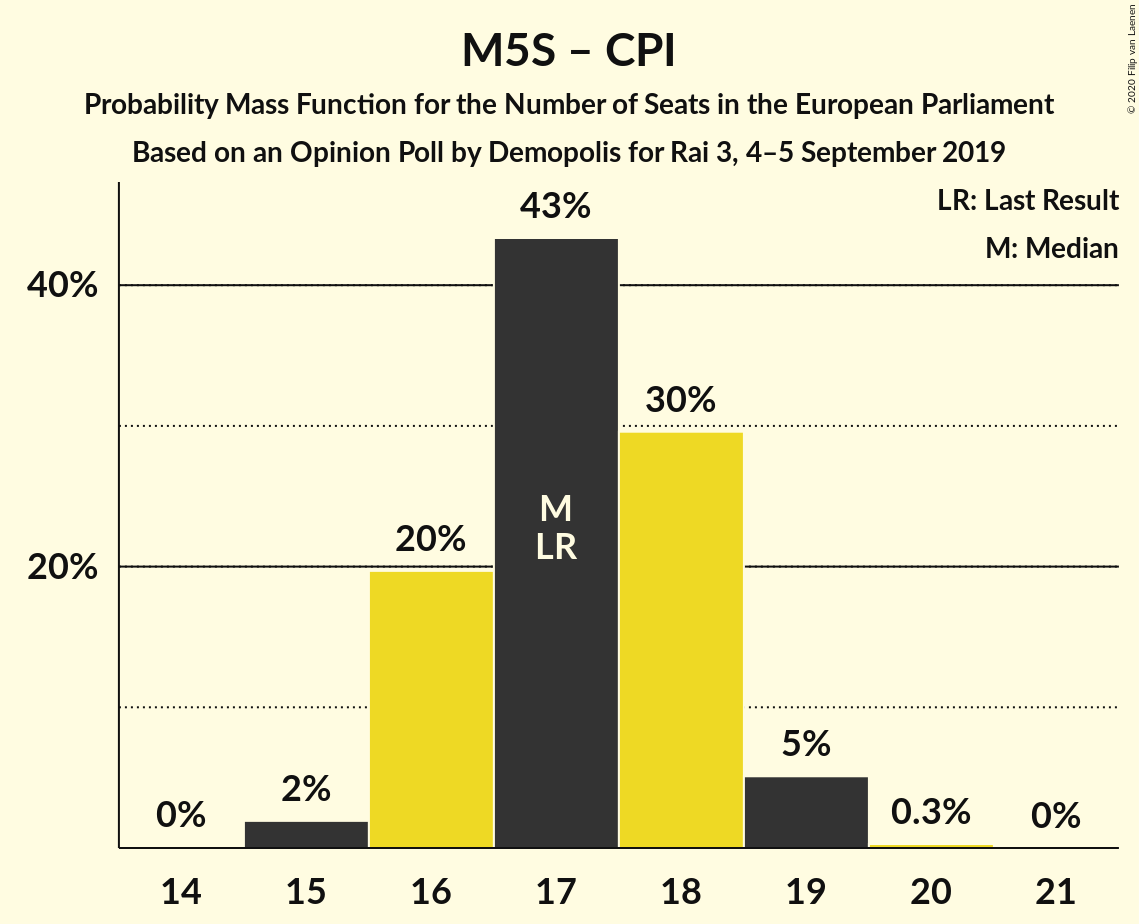 M5S – CPI
Probability Mass Function for the Number of Seats in the European Parliament
Based on an Opinion Poll by Demopolis for Rai 3, 4–5 September 2019
© 2020 Filip van Laenen
LR: Last Result
M: Median
40%
20%
0%
2%
20%
43%
M
LR
30%
5%
0.3%
0%
14 15 16 17 18 19 20 21